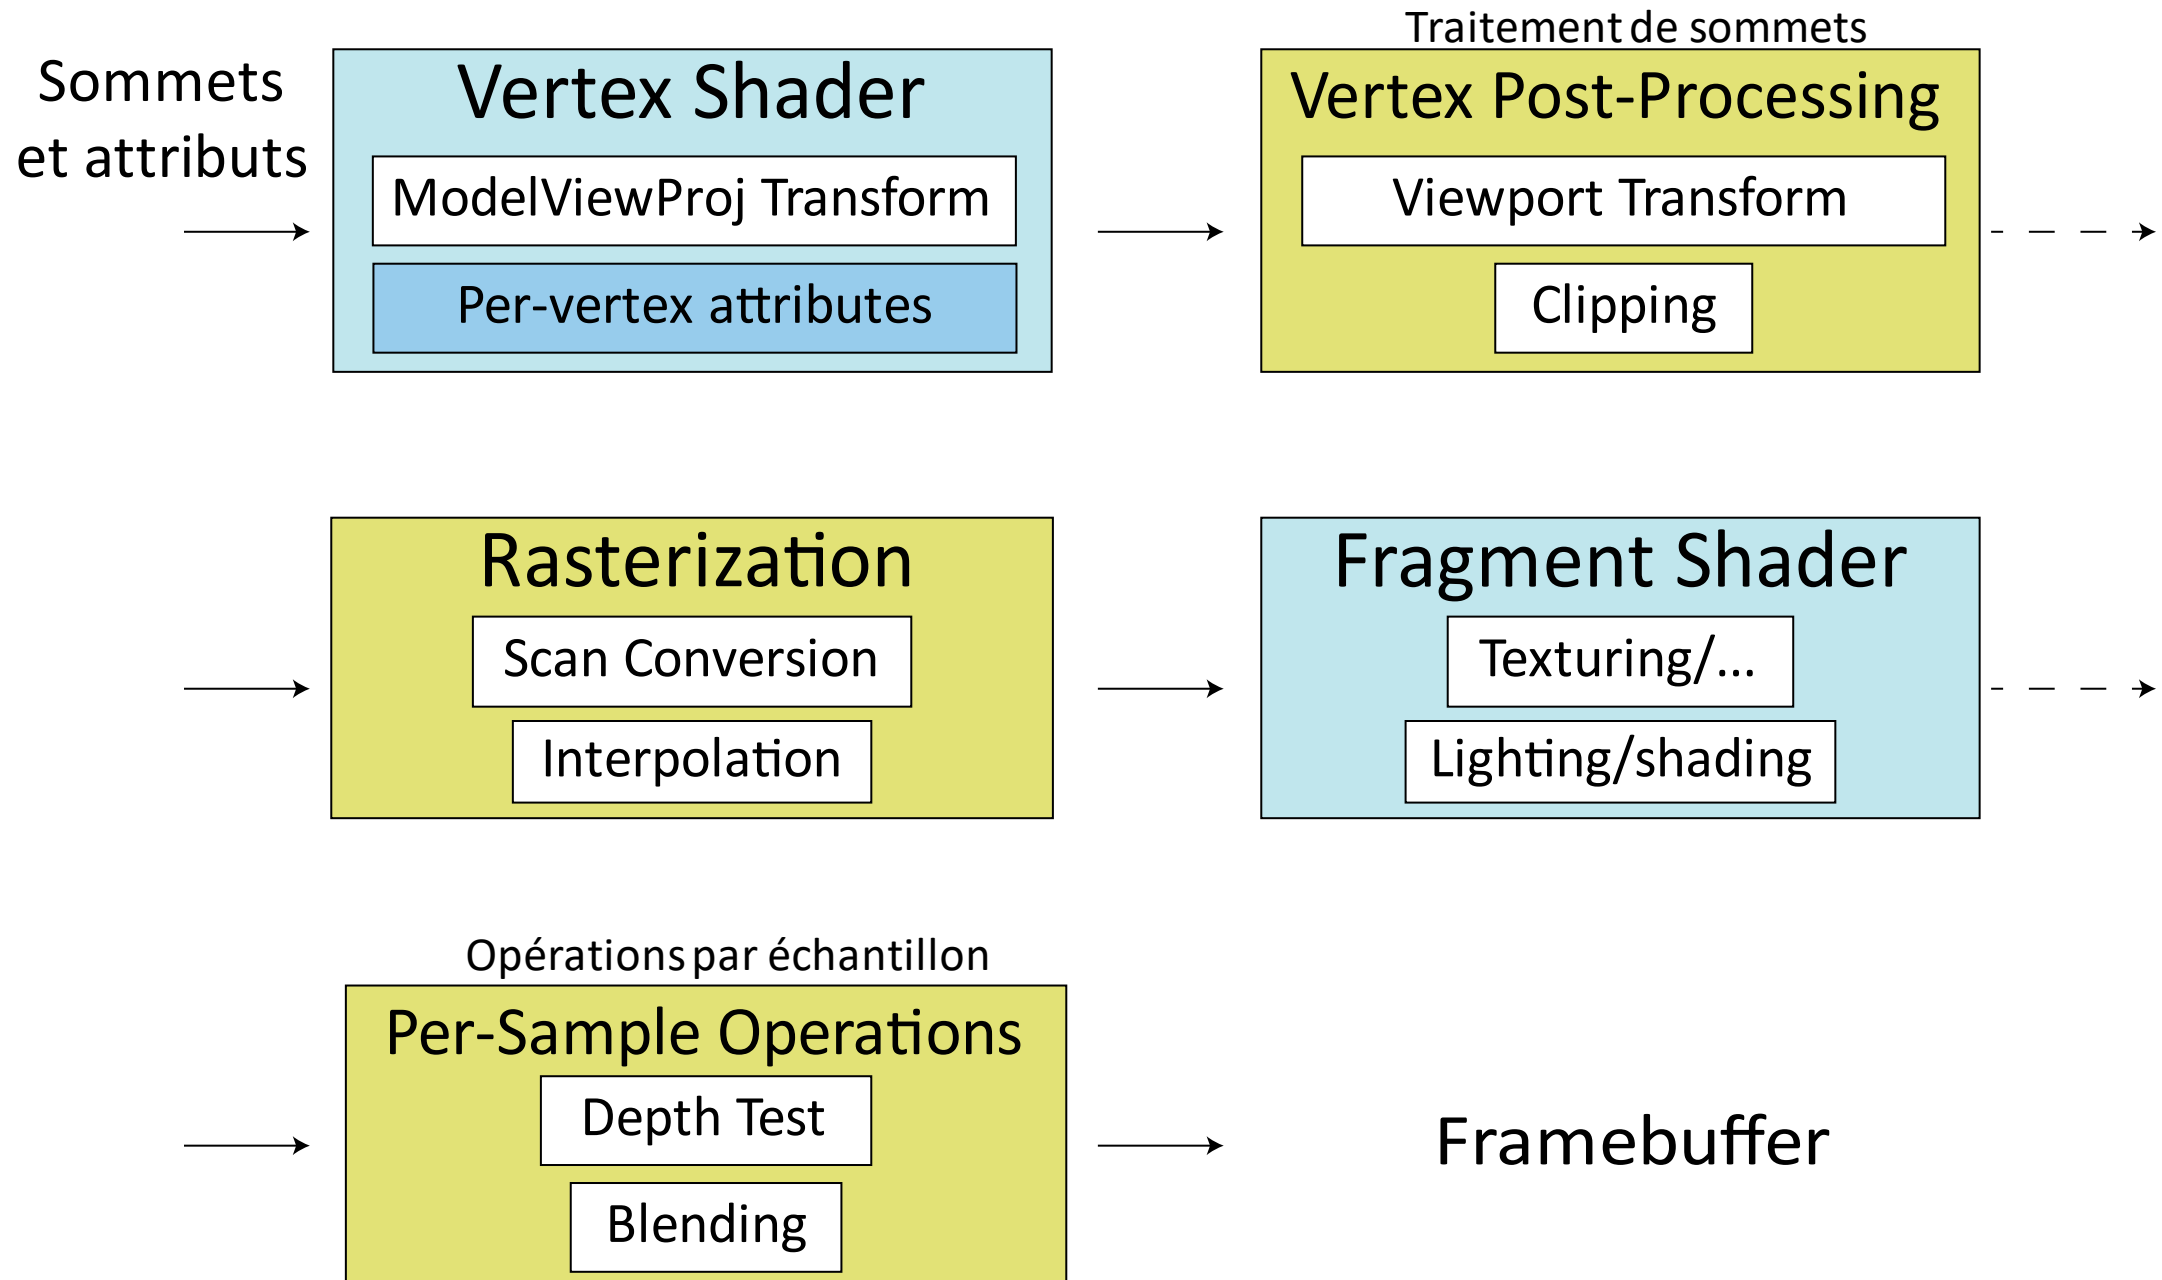 Sommets
et attributs
Vertex Shader
ModelViewProj Transform
Per-vertex attributes
Traitement de sommets
Vertex Post-Processing
Viewport Transform
Clipping
Rasterization
Scan Conversion
Interpolation
Fragment Shader
Texturing/...
Lighting/shading
Opérations par échantillon
Per-Sample Operations
Depth Test
Blending
Framebuffer